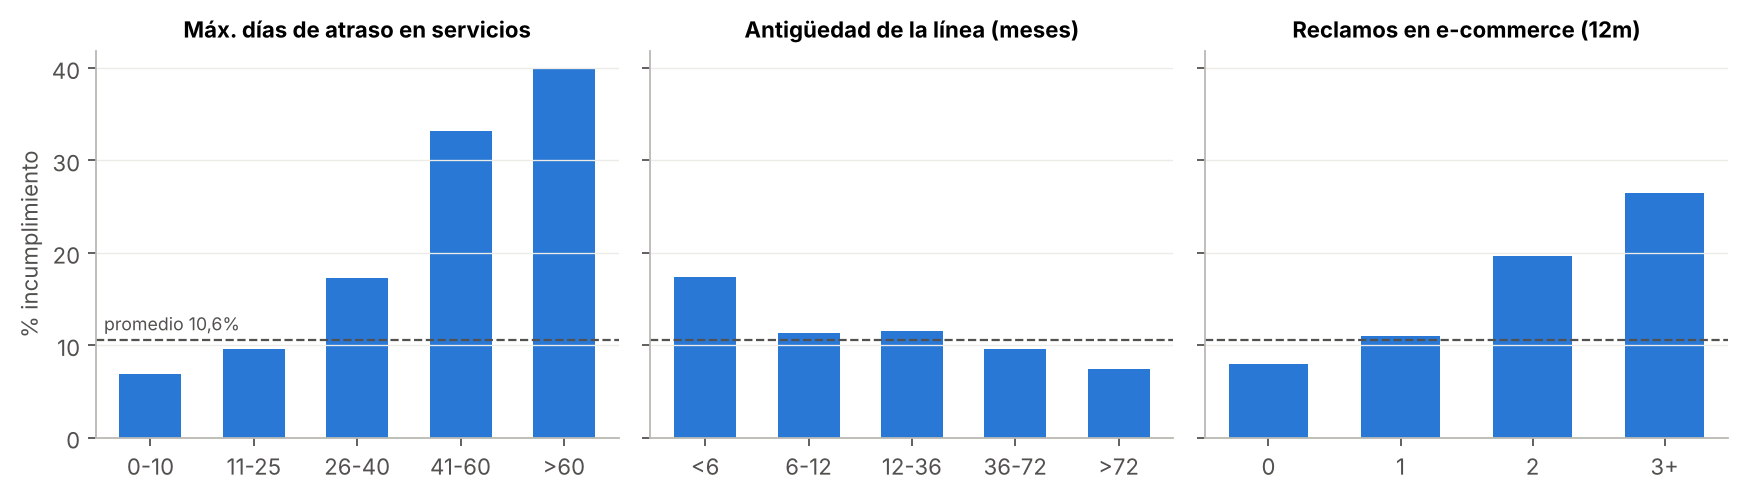 Máx. días de atraso en servicios
% incumplimiento
40
30
20
10
0
promedio 10,6%
0-10 11-25 26-40 41-60 >60
Antigüedad de la línea (meses)
<6 6-12 12-36 36-72 >72
Reclamos en e-commerce (12m)
0 1 2 3+